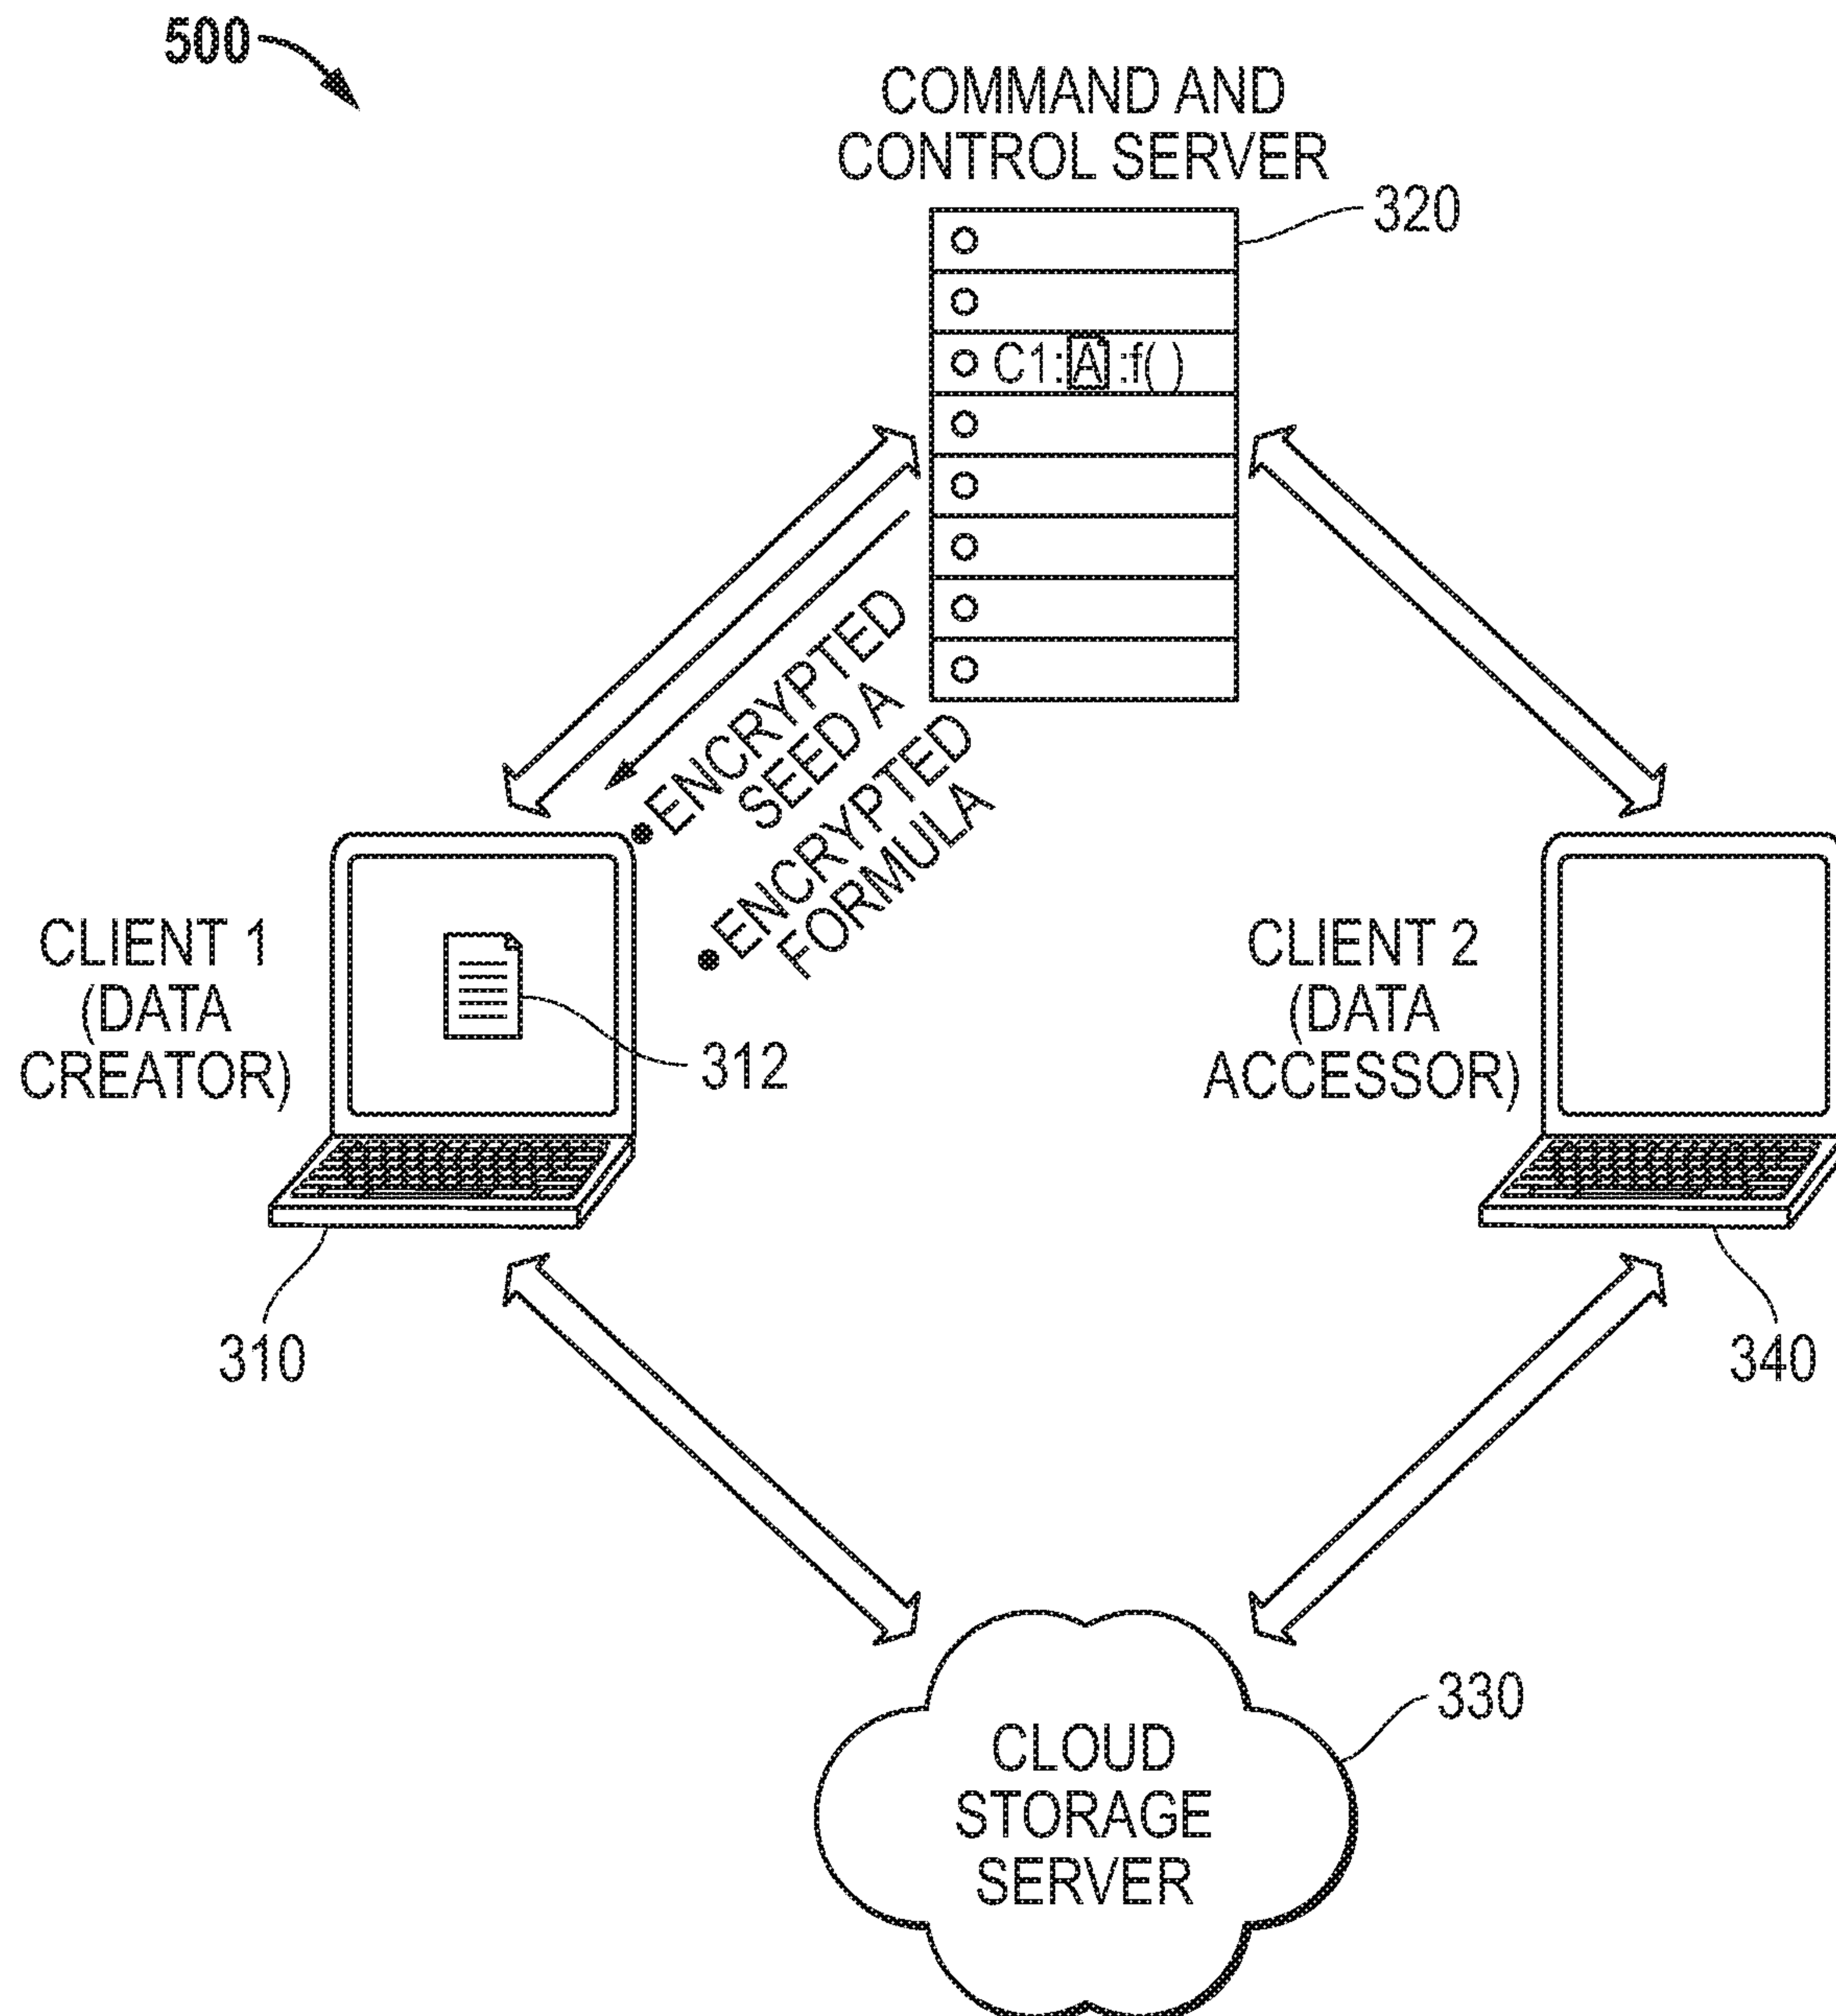 500
COMMAND AND
CONTROL SERVER
320
C1:A:f( )
• ENCRYPTED
SEED A
• ENCRYPTED
FORMULA
CLIENT 1
(DATA
CREATOR)
312
CLIENT 2
(DATA
ACCESSOR)
310
340
330
CLOUD
STORAGE
SERVER